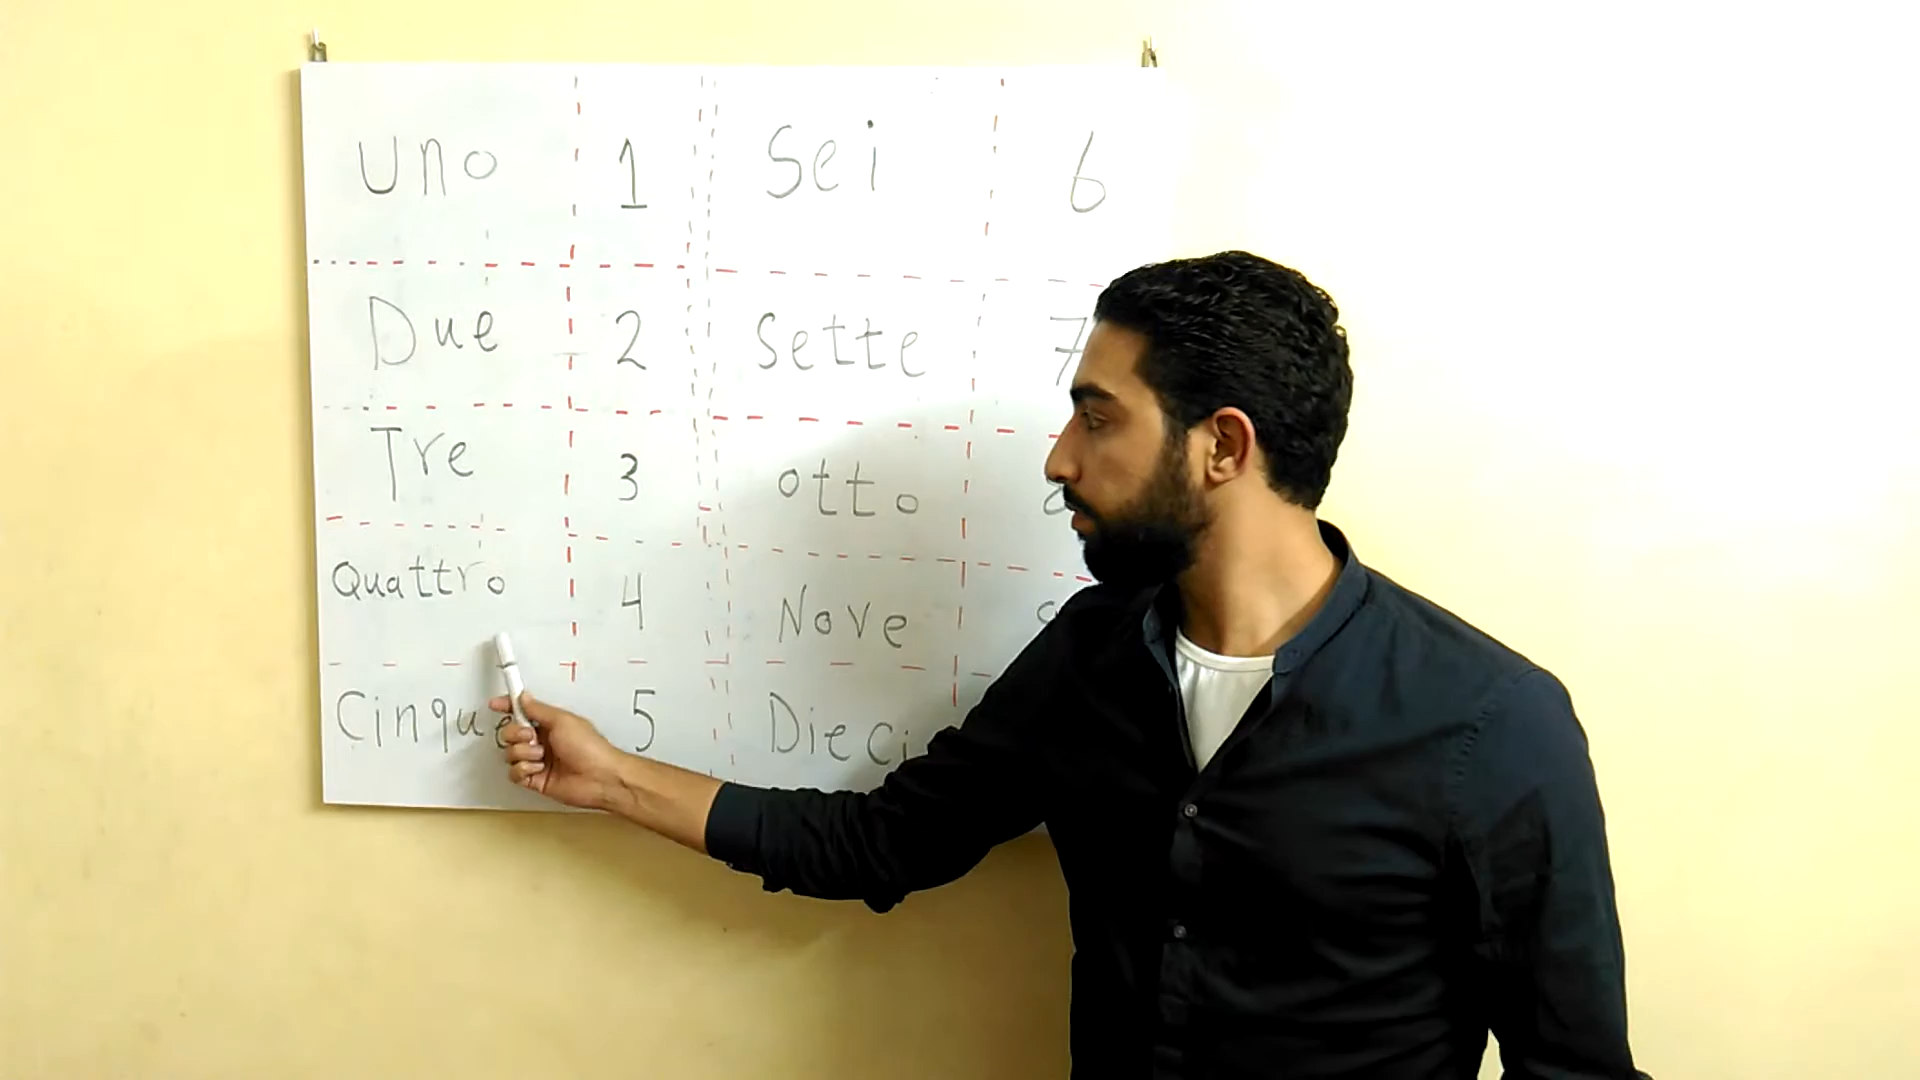 Uno 1 Sei 6
Due 2 Sette 7
Tre 3 otto
Quattro 4 Nove
Cinque 5 Dieci